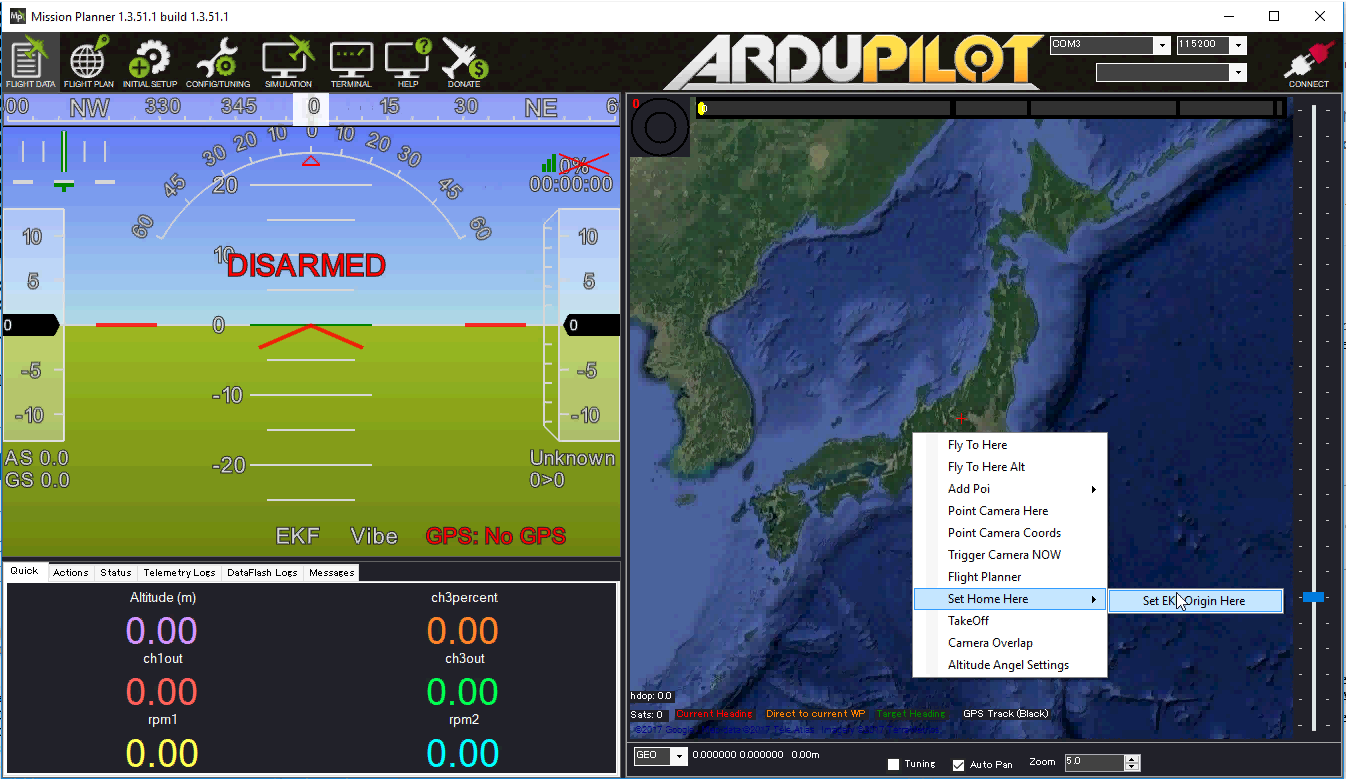 Mission Planner 1.3.51.1 build 1.3.51.1
FLIGHT DATA FLIGHT PLAN INITIAL SETUP CONFIG/TUNING SIMULATION TERMINAL HELP DONATE
ARDUPILOT
COM3 115200
CONNECT
00 NW 330 345 0 15 30 NE 6
60 45 30 20 10 0 10 20 30 45 60
0%
00:00:00
20
10
DISARMED
0
-10
-20
10
5
0
-5
-10
10
5
0
-5
-10
AS 0.0
GS 0.0
Unknown
0>0
EKF Vibe GPS: No GPS
Quick Actions Status Telemetry Logs DataFlash Logs Messages
Altitude (m) ch3percent
0.00 0.00
ch1out ch3out
0.00 0.00
rpm1 rpm2
0.00 0.00
0
0
Fly To Here
Fly To Here Alt
Add Poi
Point Camera Here
Point Camera Coords
Trigger Camera NOW
Flight Planner
Set Home Here
Set EK Origin Here
TakeOff
Camera Overlap
Altitude Angel Settings
hdop: 0.0
Sats: 0 Current Heading Direct to current WP Target Heading GPS Track (Black)
©2017 Google
GEO 0.000000 0.000000 0.00m
Tuning Auto Pan Zoom 5.0